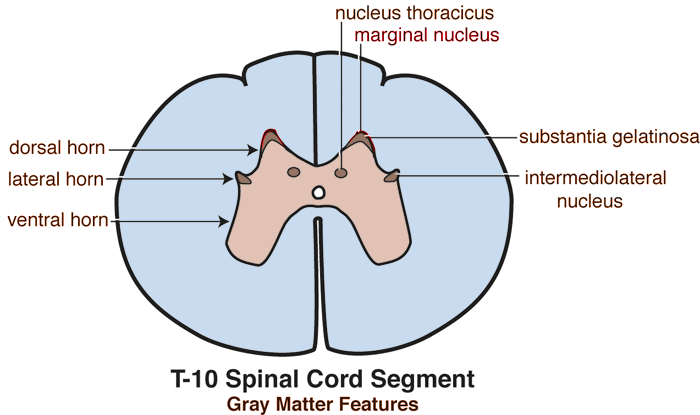 nucleus thoracicus
marginal nucleus
dorsal horn
substantia gelatinosa
lateral horn
intermediolateral
nucleus
ventral horn
T-10 Spinal Cord Segment
Gray Matter Features